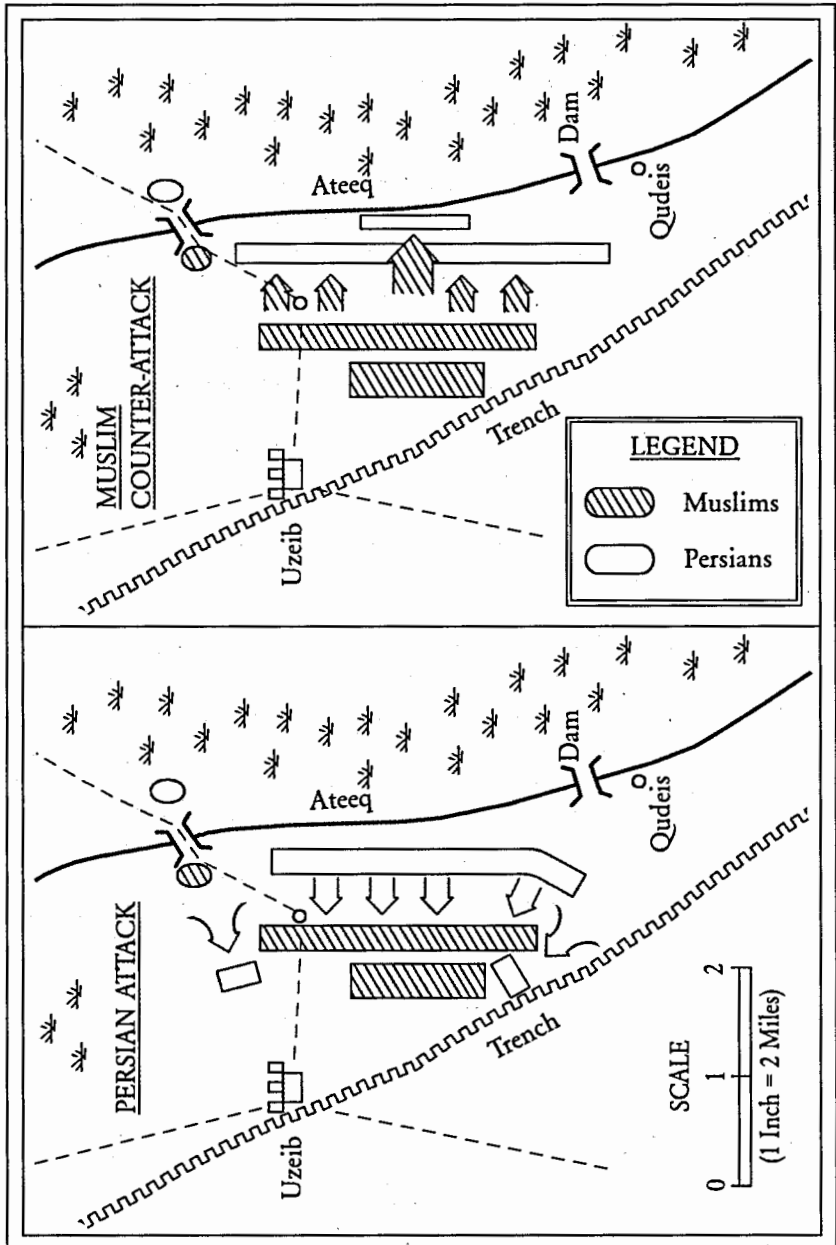 MUSLIM
COUNTER-ATTACK
Ateeq
Dam
Qudeis
Trench
Uzeib
LEGEND
Muslims
Persians
PERSIAN ATTACK
Ateeq
Dam
Qudeis
Trench
Uzeib
SCALE
0 1 2
(1 Inch = 2 Miles)